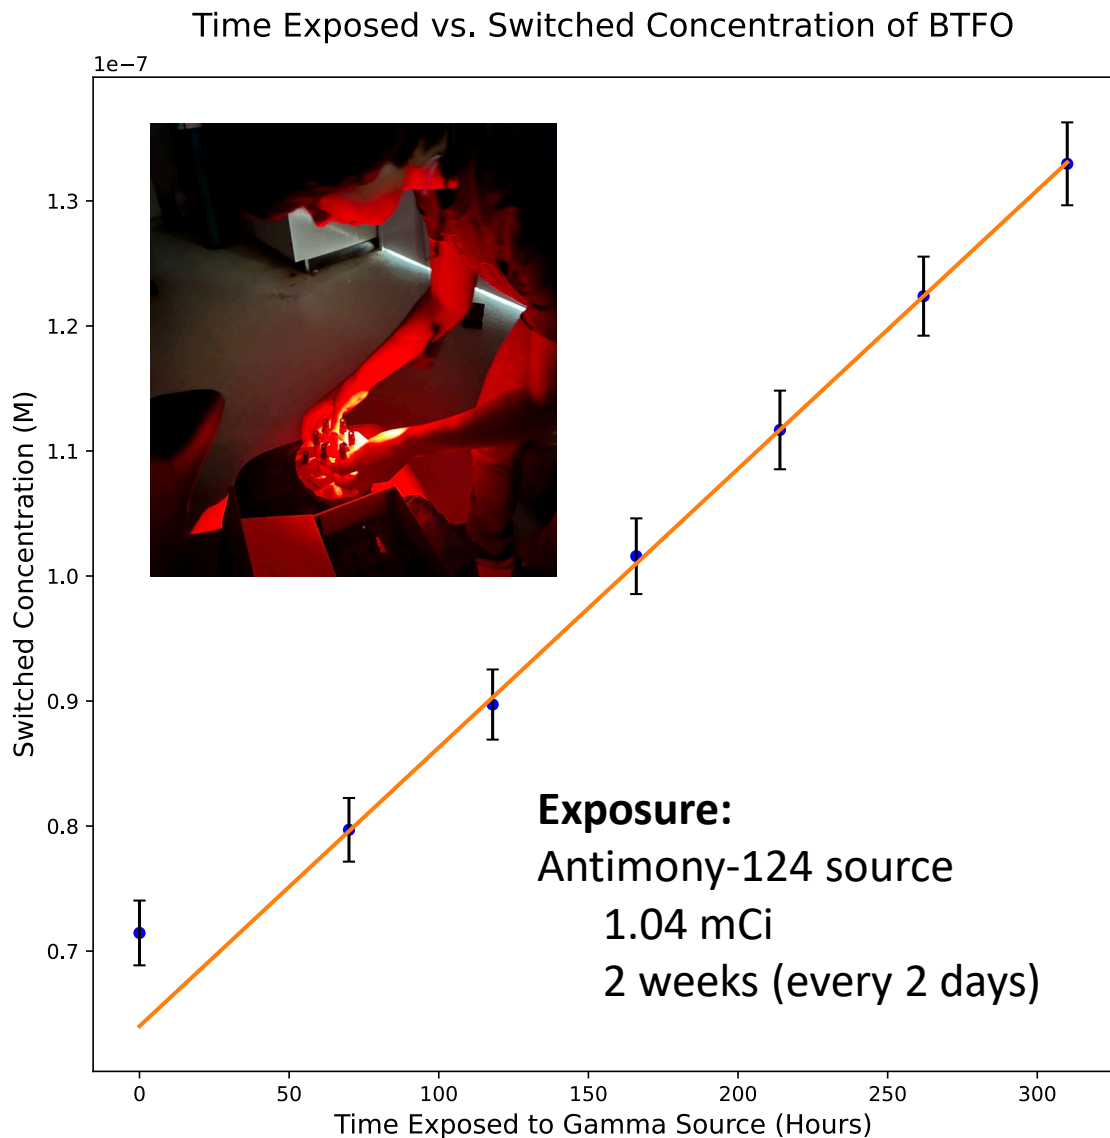 Time Exposed vs. Switched Concentration of BTFO
1e−7
1.3
1.2
1.1
1.0
0.9
0.8
0.7
Switched Concentration (M)
Exposure:
Antimony-124 source
1.04 mCi
2 weeks (every 2 days)
0 50 100 150 200 250 300
Time Exposed to Gamma Source (Hours)